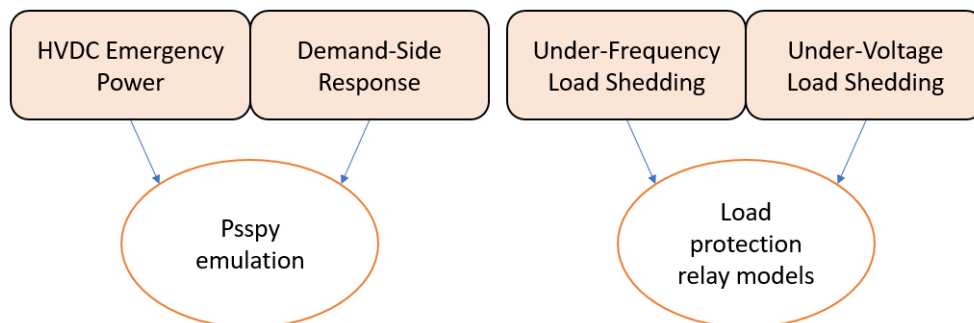 HVDC Emergency
Power
Demand-Side
Response
Under-Frequency
Load Shedding
Under-Voltage
Load Shedding
Psspy
emulation
Load
protection
relay models